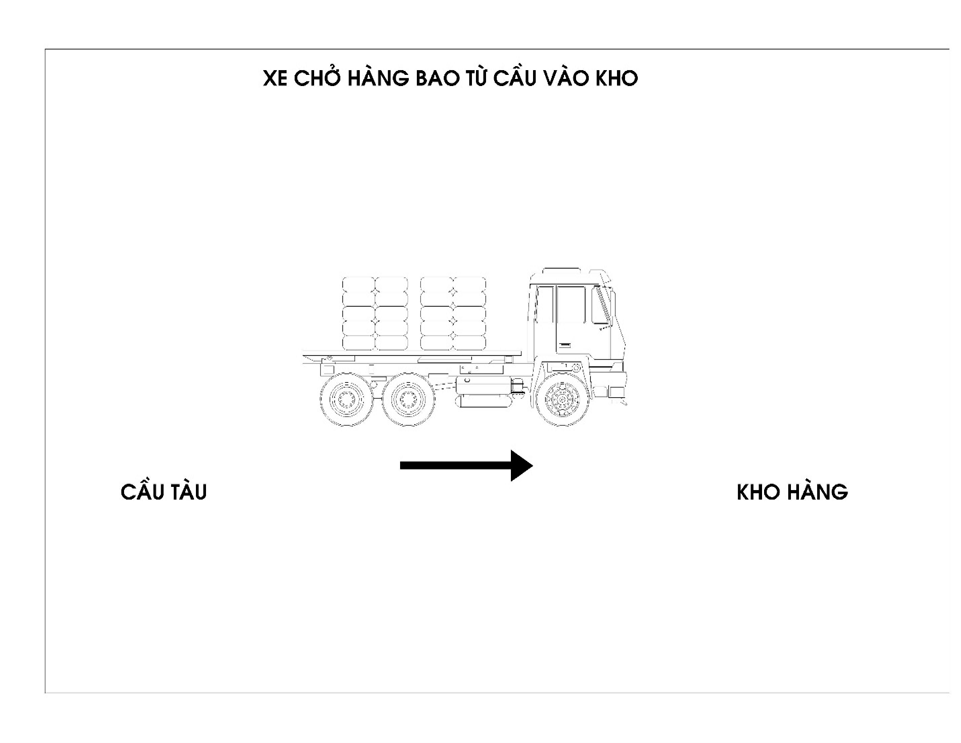 XE CHỞ HÀNG BAO TỪ CẦU VÀO KHO
CẦU TÀU
KHO HÀNG